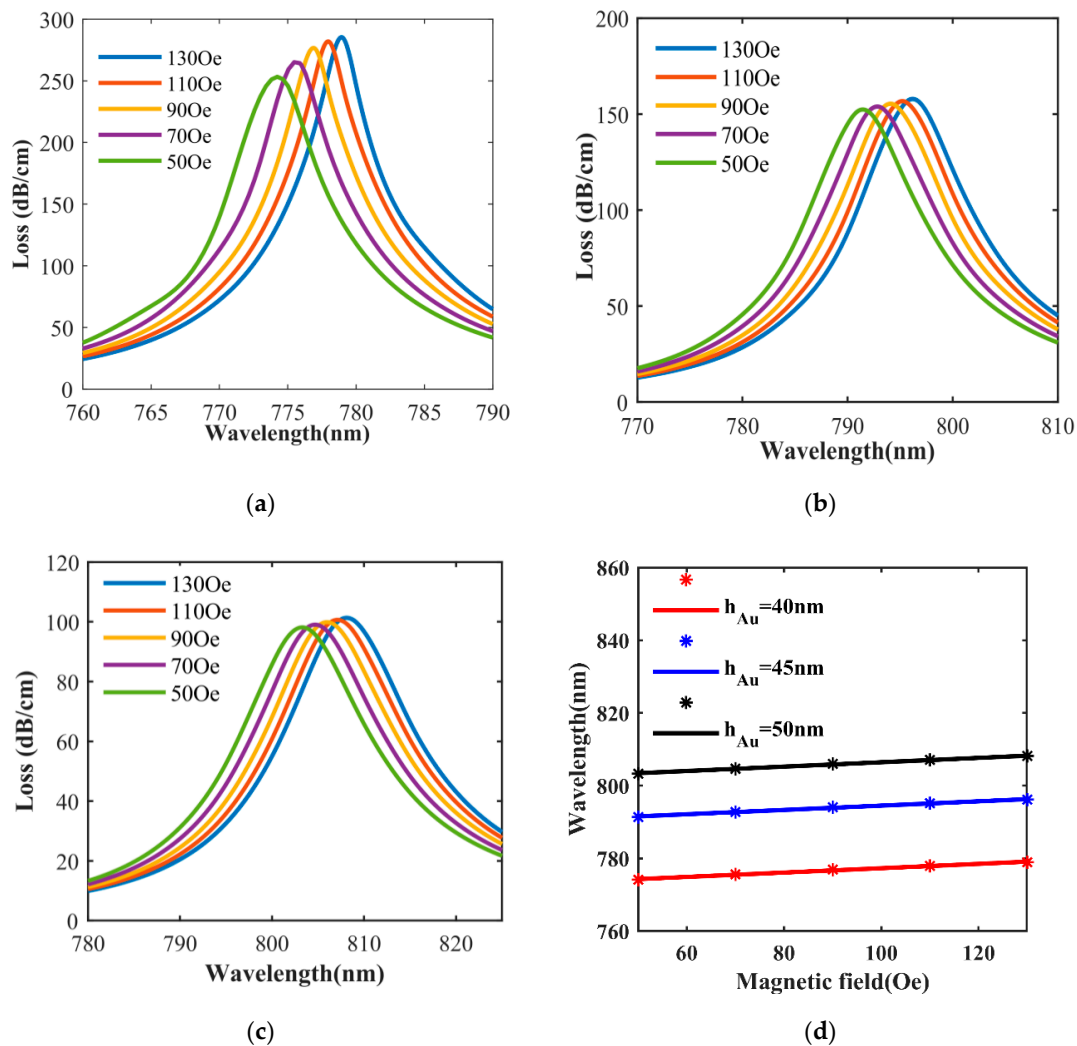 300
250
200
150
100
50
0
Loss (dB/cm)
130Oe
110Oe
90Oe
70Oe
50Oe
760 765 770 775 780 785 790
Wavelength(nm)
(a)
200
150
100
50
0
Loss (dB/cm)
130Oe
110Oe
90Oe
70Oe
50Oe
770 780 790 800 810
Wavelength(nm)
(b)
120
100
80
60
40
20
0
Loss (dB/cm)
130Oe
110Oe
90Oe
70Oe
50Oe
780 790 800 810 820
Wavelength(nm)
(c)
860
840
820
800
780
760
Wavelength(nm)
h_Au=40nm
h_Au=45nm
h_Au=50nm
60 80 100 120
Magnetic field(Oe)
(d)